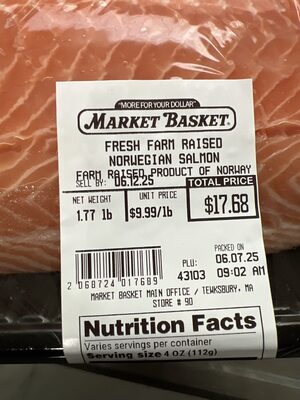 "MORE FOR YOUR DOLLAR"
MARKET BASKET
FRESH FARM RAISED
NORWEGIAN SALMON
FARM RAISED, PRODUCT OF NORWAY
SELL BY: 06.12.25
TOTAL PRICE
NET WEIGHT
UNIT PRICE
1.77 lb
$9.99/lb
$17.68
PACKED ON
06.07.25
PLU:
43103
09:02 AM
2 068724 017689
MARKET BASKET MAIN OFFICE / TEWKSBURY, MA
STORE # 90
Nutrition Facts
Varies servings per container
Serving size 4 OZ (112g)